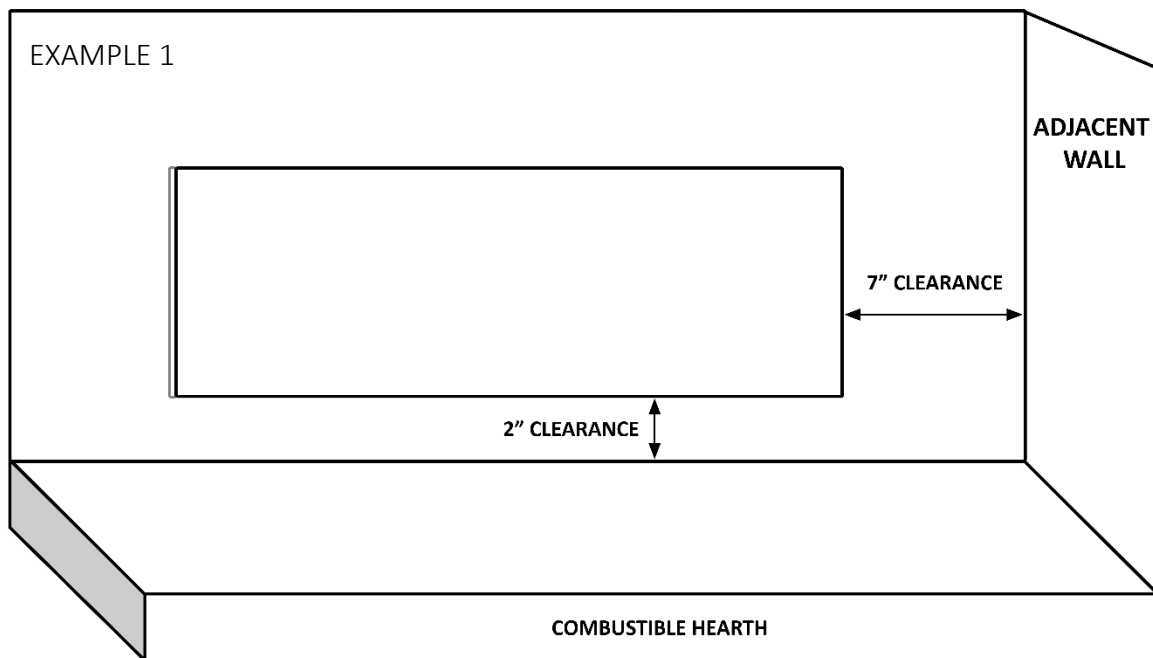 EXAMPLE 1
ADJACENT
WALL
7” CLEARANCE
2” CLEARANCE
COMBUSTIBLE HEARTH